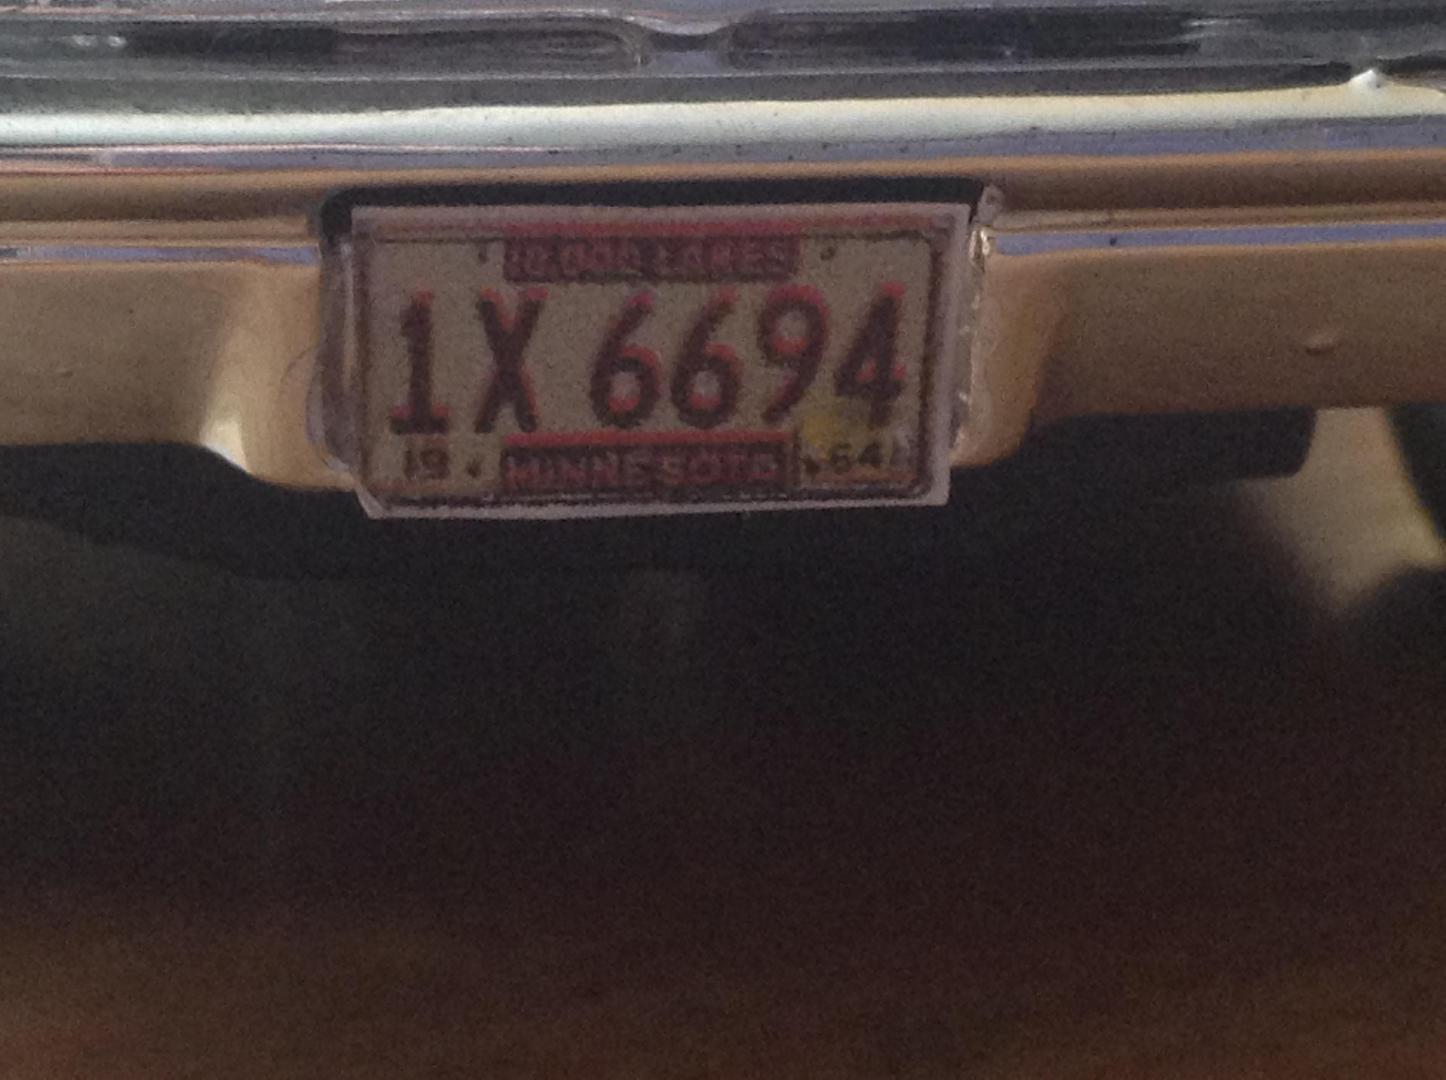 10,000 LAKES
1X 6694
19 MINNESOTA 64